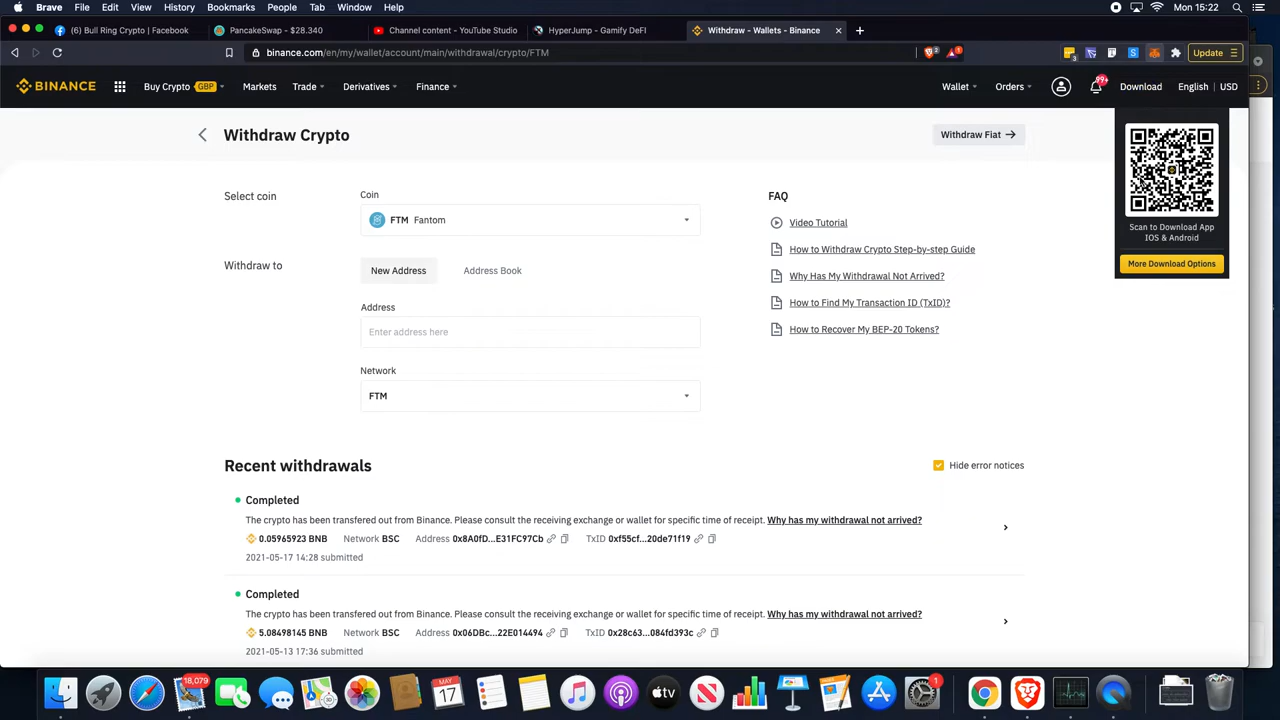 Brave File Edit View History Bookmarks People Tab Window Help Mon 15:22
(6) Bull Ring Crypto | Facebook PancakeSwap - $28.340 Channel content - YouTube Studio HyperJump - Gamify DeFI Withdraw - Wallets - Binance
binance.com/en/my/wallet/account/main/withdrawal/crypto/FTM 2 1 3 Update
BINANCE Buy Crypto GBP Markets Trade Derivatives Finance Wallet Orders 99+ Download English USD
Withdraw Crypto
Withdraw Fiat
Select coin
Coin
FTM Fantom
Withdraw to
New Address Address Book
Address
Enter address here
Network
FTM
FAQ
Video Tutorial
How to Withdraw Crypto Step-by-step Guide
Why Has My Withdrawal Not Arrived?
How to Find My Transaction ID (TxID)?
How to Recover My BEP-20 Tokens?
Scan to Download App
IOS & Android
More Download Options
Recent withdrawals
Hide error notices
Completed
The crypto has been transfered out from Binance. Please consult the receiving exchange or wallet for specific time of receipt. Why has my withdrawal not arrived?
0.05965923 BNB Network BSC Address 0x8A0fD...E31FC97Cb TxID 0xf55cf...20de71f19
2021-05-17 14:28 submitted
Completed
The crypto has been transfered out from Binance. Please consult the receiving exchange or wallet for specific time of receipt. Why has my withdrawal not arrived?
5.08498145 BNB Network BSC Address 0x06DBc...22E014494 TxID 0x28c63...084fd393c
2021-05-13 17:36 submitted
18,079 MAY 17 tv 1